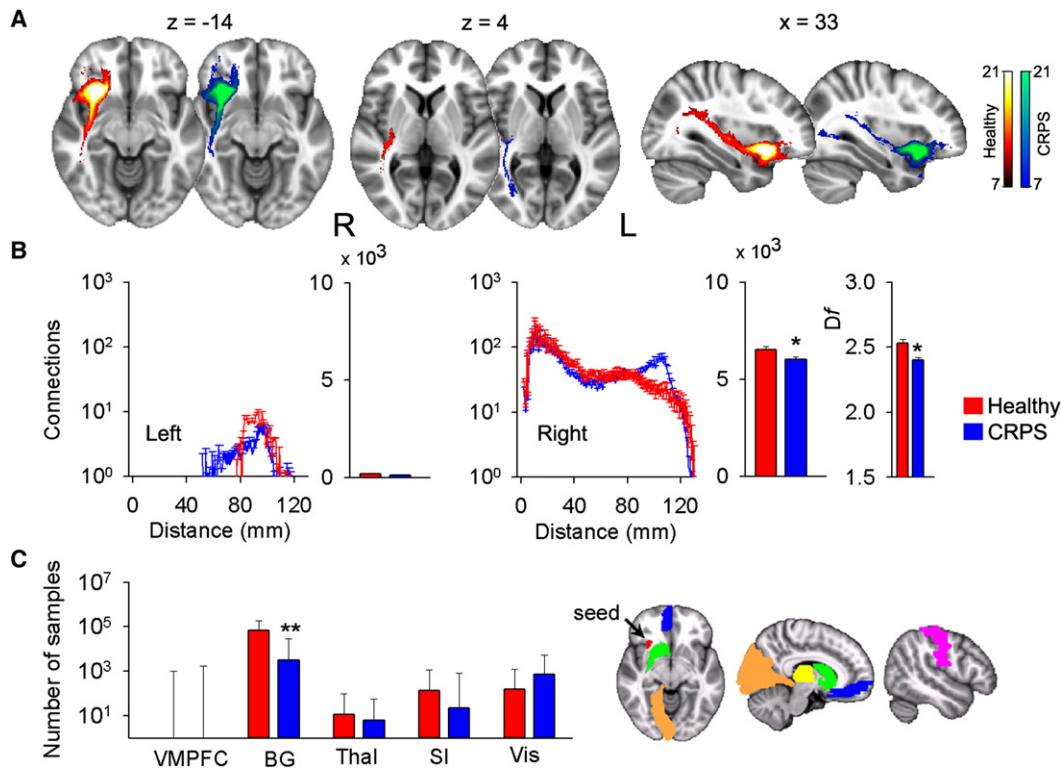 A
z = -14
z = 4
x = 33
21
21
Healthy
CRPS
7
7
R
L
B
x 10³
x 10³
Connections
10³
10²
10¹
10⁰
Left
0 40 80 120
Distance (mm)
10
5
0
10³
10²
10¹
10⁰
Right
0 40 80 120
Distance (mm)
10
5
0
*
Df
3.0
2.5
2.0
1.5
*
Healthy
CRPS
C
Number of samples
10⁷
10⁵
10³
10¹
**
VMPFC BG Thal SI Vis
seed